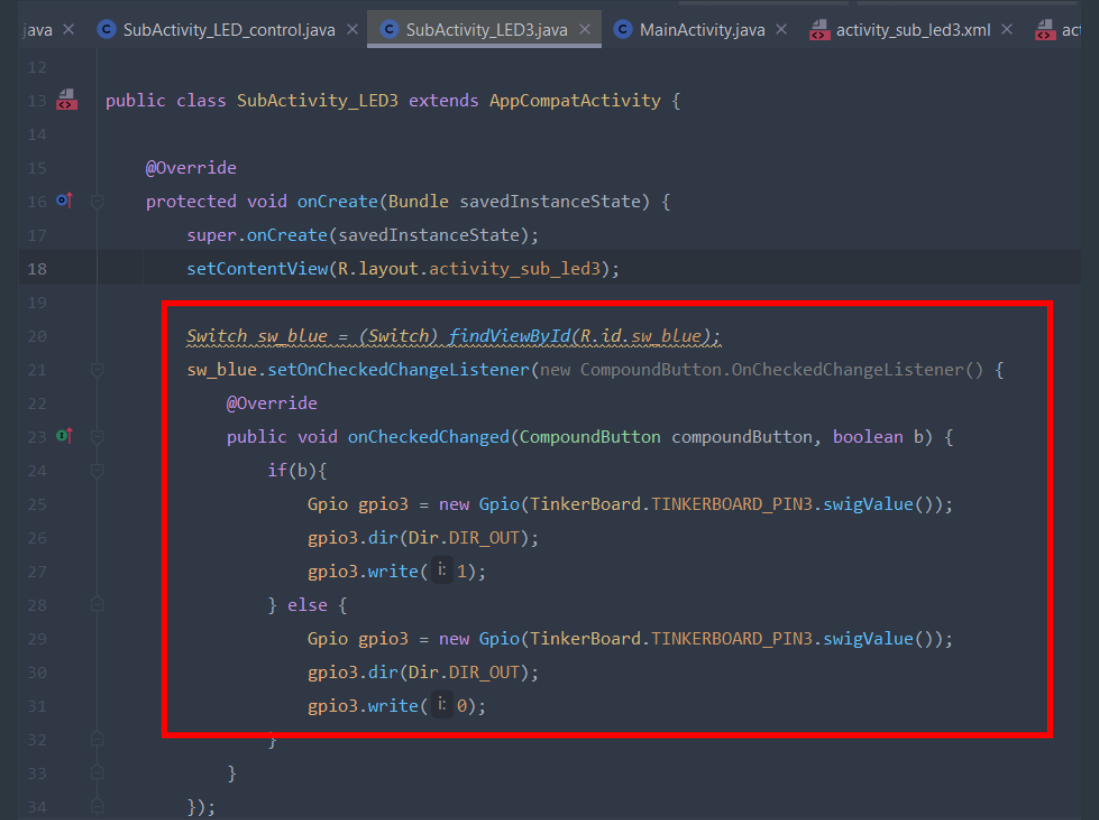 java × SubActivity_LED_control.java × SubActivity_LED3.java × MainActivity.java × activity_sub_led3.xml ×
12
13 public class SubActivity_LED3 extends AppCompatActivity {
14
15 @Override
16 protected void onCreate(Bundle savedInstanceState) {
17 super.onCreate(savedInstanceState);
18 setContentView(R.layout.activity_sub_led3);
19
20 Switch sw_blue = (Switch) findViewById(R.id.sw_blue);
21 sw_blue.setOnCheckedChangeListener(new CompoundButton.OnCheckedChangeListener() {
22 @Override
23 public void onCheckedChanged(CompoundButton compoundButton, boolean b) {
24 if(b){
25 Gpio gpio3 = new Gpio(TinkerBoard.TINKERBOARD_PIN3.swigValue());
26 gpio3.dir(Dir.DIR_OUT);
27 gpio3.write( i: 1);
28 } else {
29 Gpio gpio3 = new Gpio(TinkerBoard.TINKERBOARD_PIN3.swigValue());
30 gpio3.dir(Dir.DIR_OUT);
31 gpio3.write( i: 0);
32 }
33 }
34 });